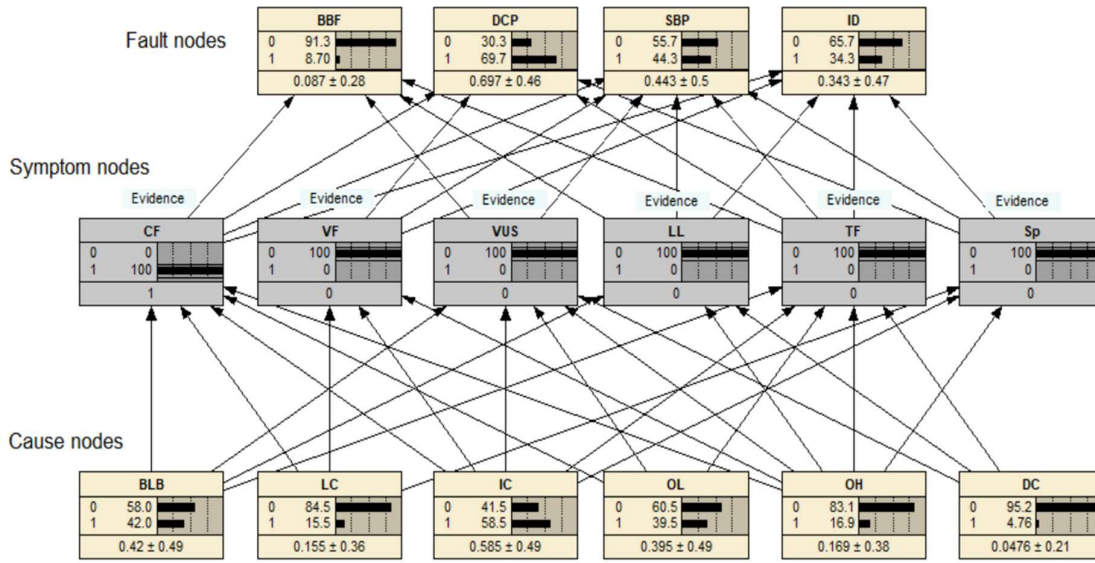 Fault nodes
BBF
0 91.3
1 8.70
0.087 ± 0.28
DCP
0 30.3
1 69.7
0.697 ± 0.46
SBP
0 55.7
1 44.3
0.443 ± 0.5
ID
0 65.7
1 34.3
0.343 ± 0.47
Symptom nodes
Evidence
Evidence
Evidence
Evidence
Evidence
Evidence
CF
0 0
1 100
1
VF
0 100
1 0
0
VUS
0 100
1 0
0
LL
0 100
1 0
0
TF
0 100
1 0
0
Sp
0 100
1 0
0
Cause nodes
BLB
0 58.0
1 42.0
0.42 ± 0.49
LC
0 84.5
1 15.5
0.155 ± 0.36
IC
0 41.5
1 58.5
0.585 ± 0.49
OL
0 60.5
1 39.5
0.395 ± 0.49
OH
0 83.1
1 16.9
0.169 ± 0.38
DC
0 95.2
1 4.76
0.0476 ± 0.21